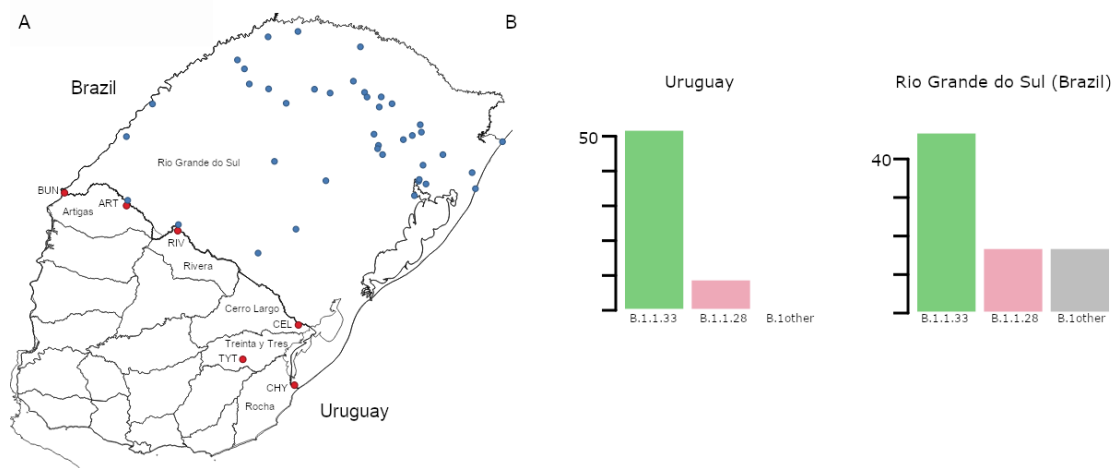 A
B
Brazil
Rio Grande do Sul
BUN
Artigas
ART
RIV
Rivera
Cerro Largo
CEL
Treinta y Tres
TYT
CHY
Rocha
Uruguay
Uruguay
50
B.1.1.33
B.1.1.28
B.1other
Rio Grande do Sul (Brazil)
40
B.1.1.33
B.1.1.28
B.1other